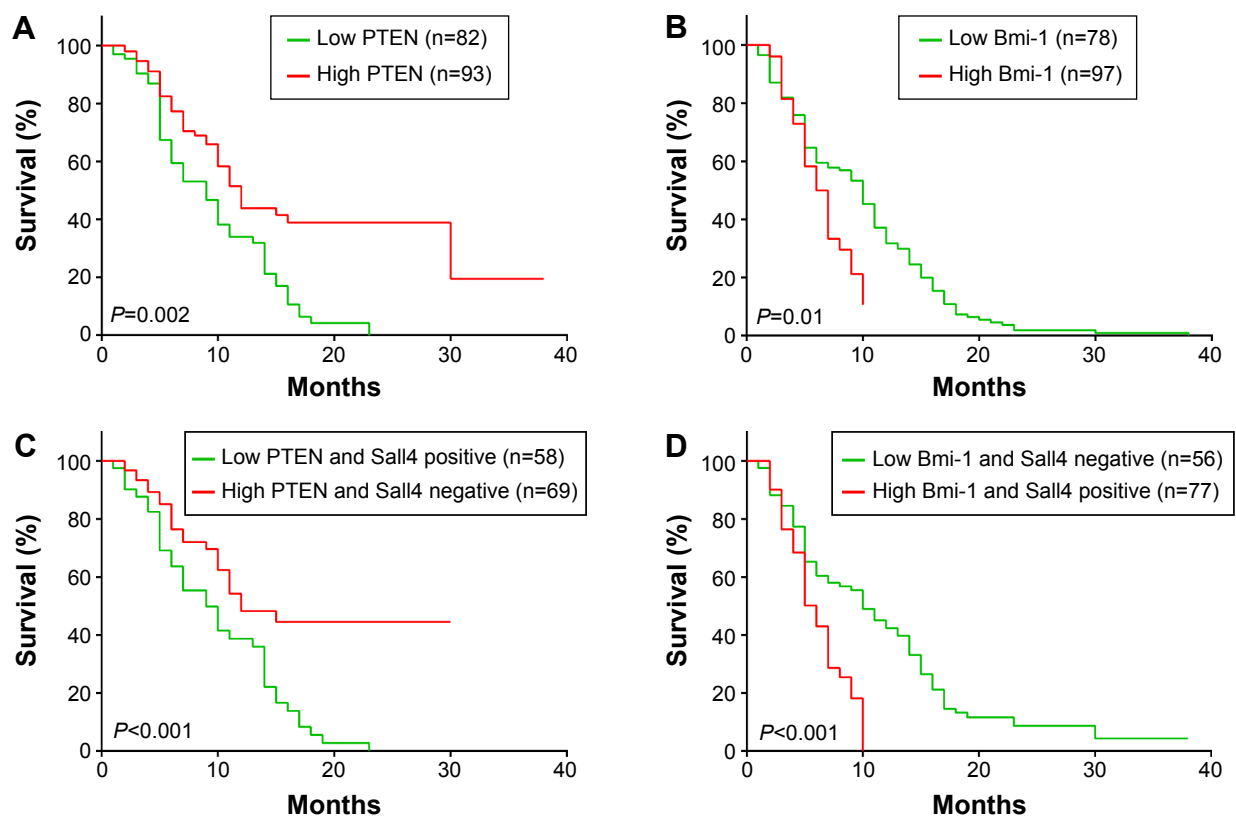 A
Low PTEN (n=82)
High PTEN (n=93)
Survival (%)
100
80
60
40
20
0
P=0.002
0 10 20 30 40
Months
B
Low Bmi-1 (n=78)
High Bmi-1 (n=97)
Survival (%)
100
80
60
40
20
0
P=0.01
0 10 20 30 40
Months
C
Low PTEN and Sall4 positive (n=58)
High PTEN and Sall4 negative (n=69)
Survival (%)
100
80
60
40
20
0
P<0.001
0 10 20 30 40
Months
D
Low Bmi-1 and Sall4 negative (n=56)
High Bmi-1 and Sall4 positive (n=77)
Survival (%)
100
80
60
40
20
0
P<0.001
0 10 20 30 40
Months